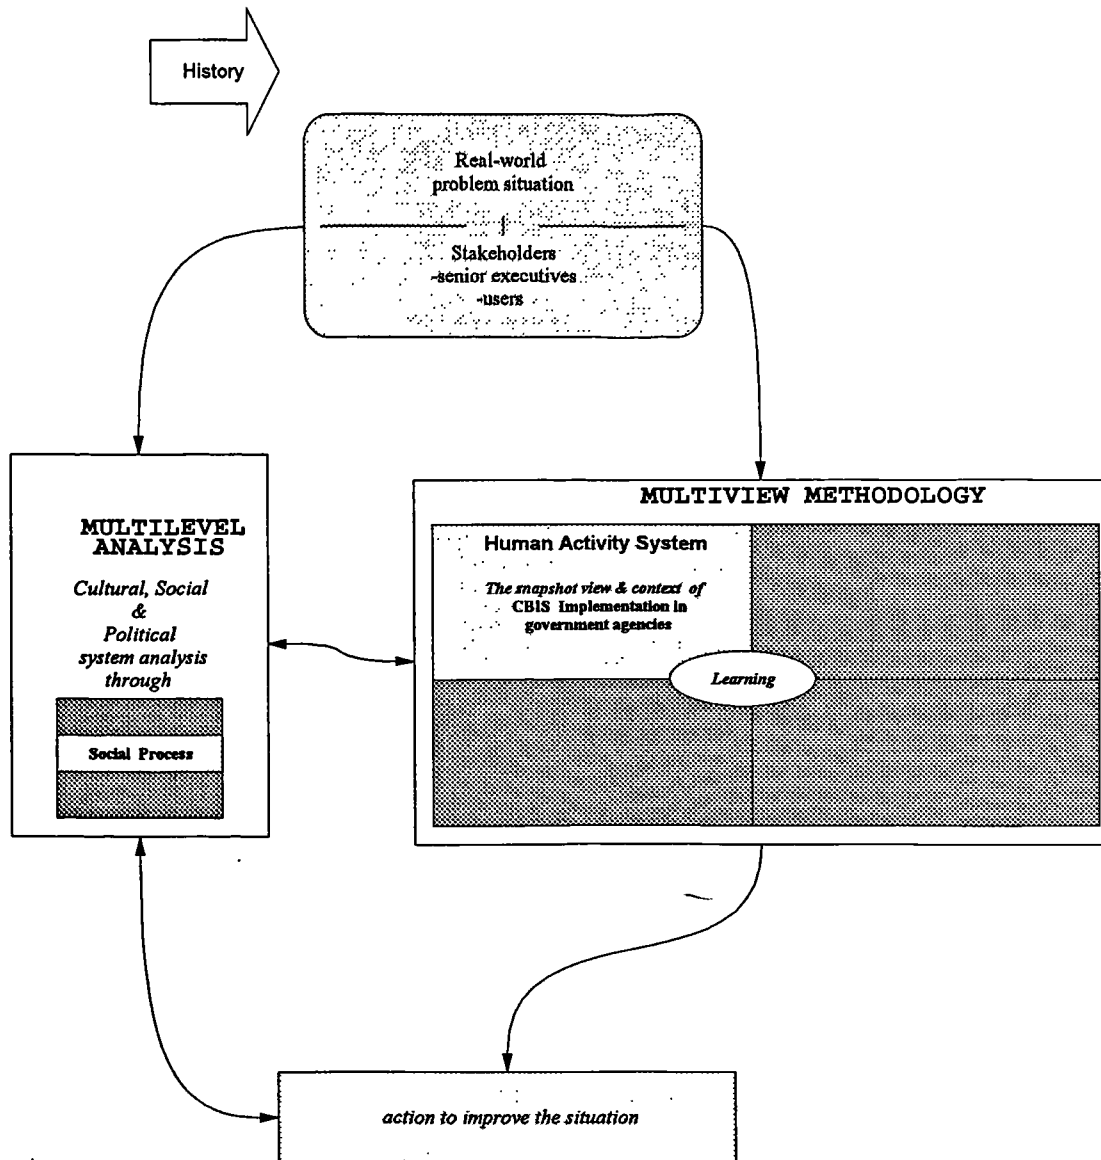 History
Real-world
problem situation
Stakeholders
-senior executives
-users
MULTILEVEL
ANALYSIS
Cultural, Social
&
Political
system analysis
through
Social Process
MULTIVIEW METHODOLOGY
Human Activity System
The snapshot view & context of
CBIS Implementation in
government agencies
Learning
action to improve the situation